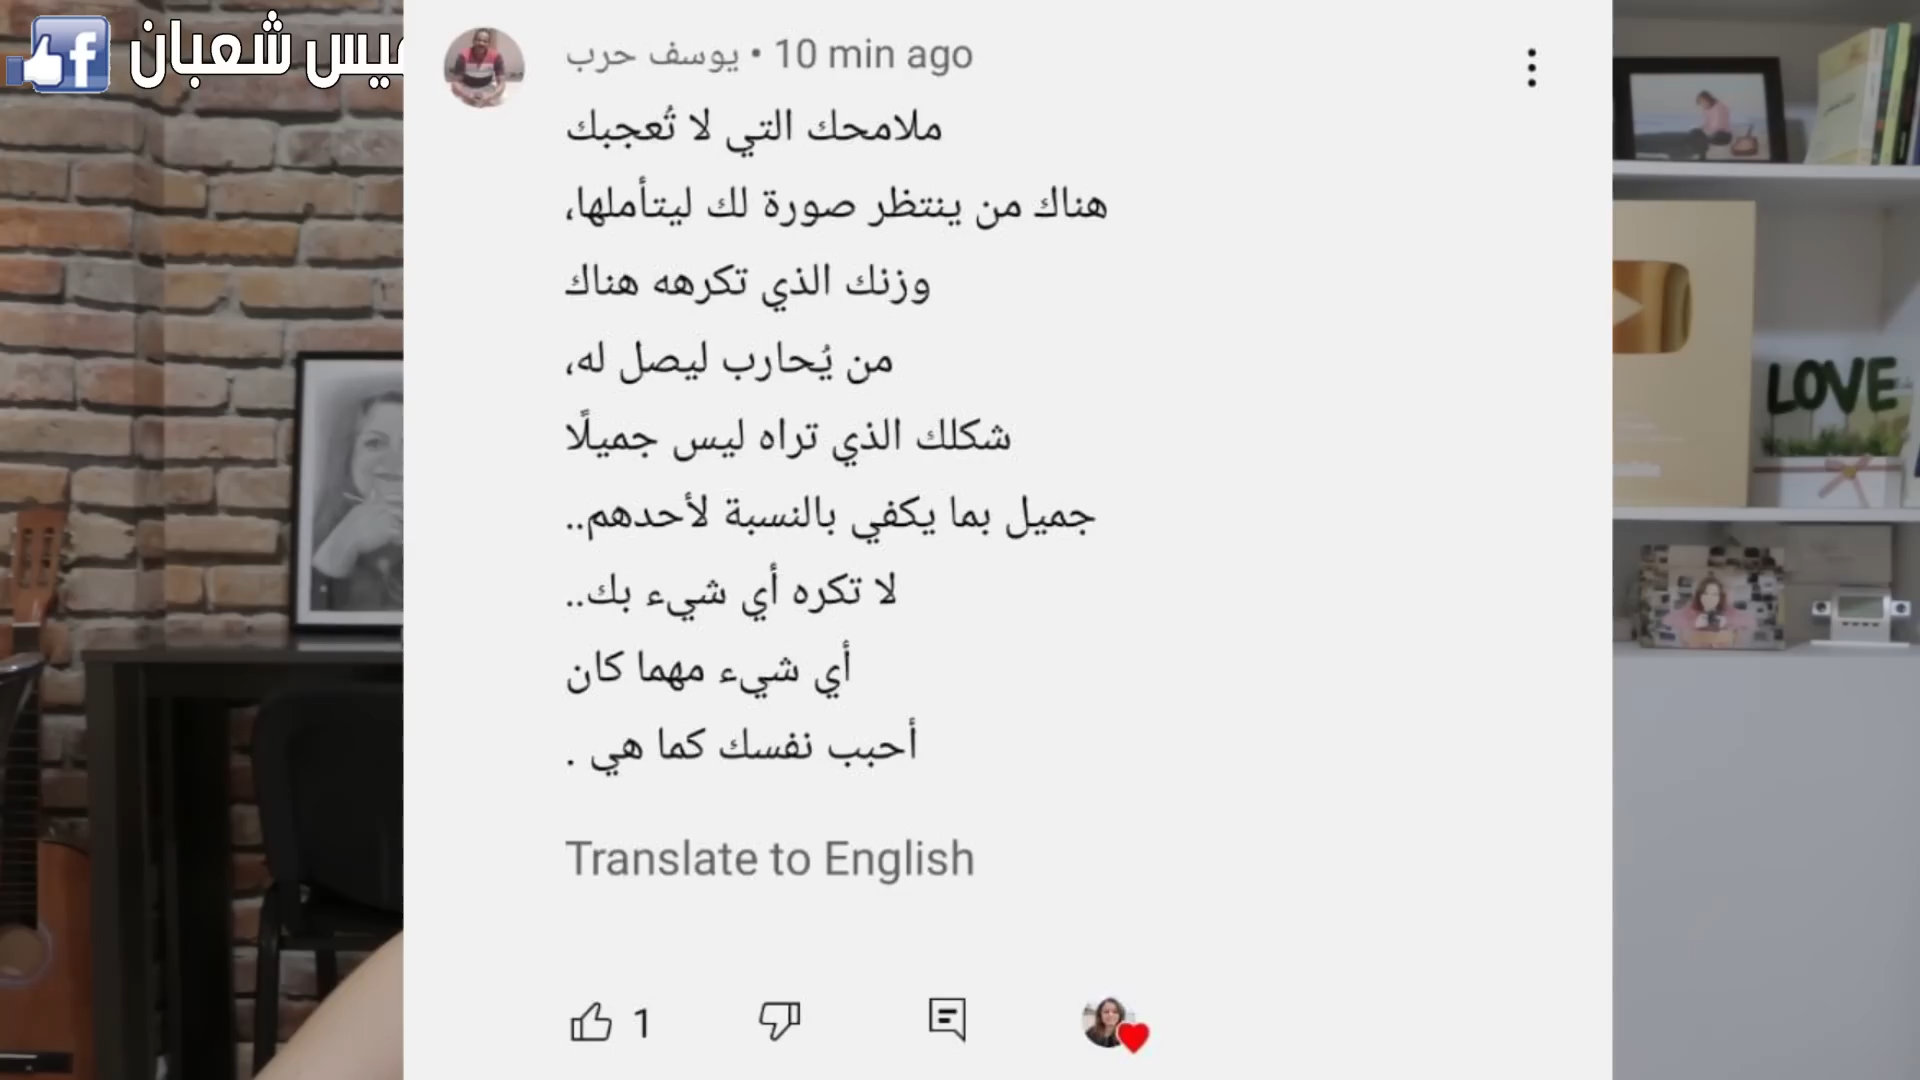 شعبان
يوسف حرب • 10 min ago
ملامحك التي لا تُعجبك
هناك من ينتظر صورة لك ليتأملها،
وزنك الذي تكرهه هناك
من يُحارب ليصل له،
شكلك الذي تراه ليس جميلًا
جميل بما يكفي بالنسبة لأحدهم..
لا تكره أي شيء بك..
أي شيء مهما كان
أحبب نفسك كما هي .
Translate to English
1
LOVE